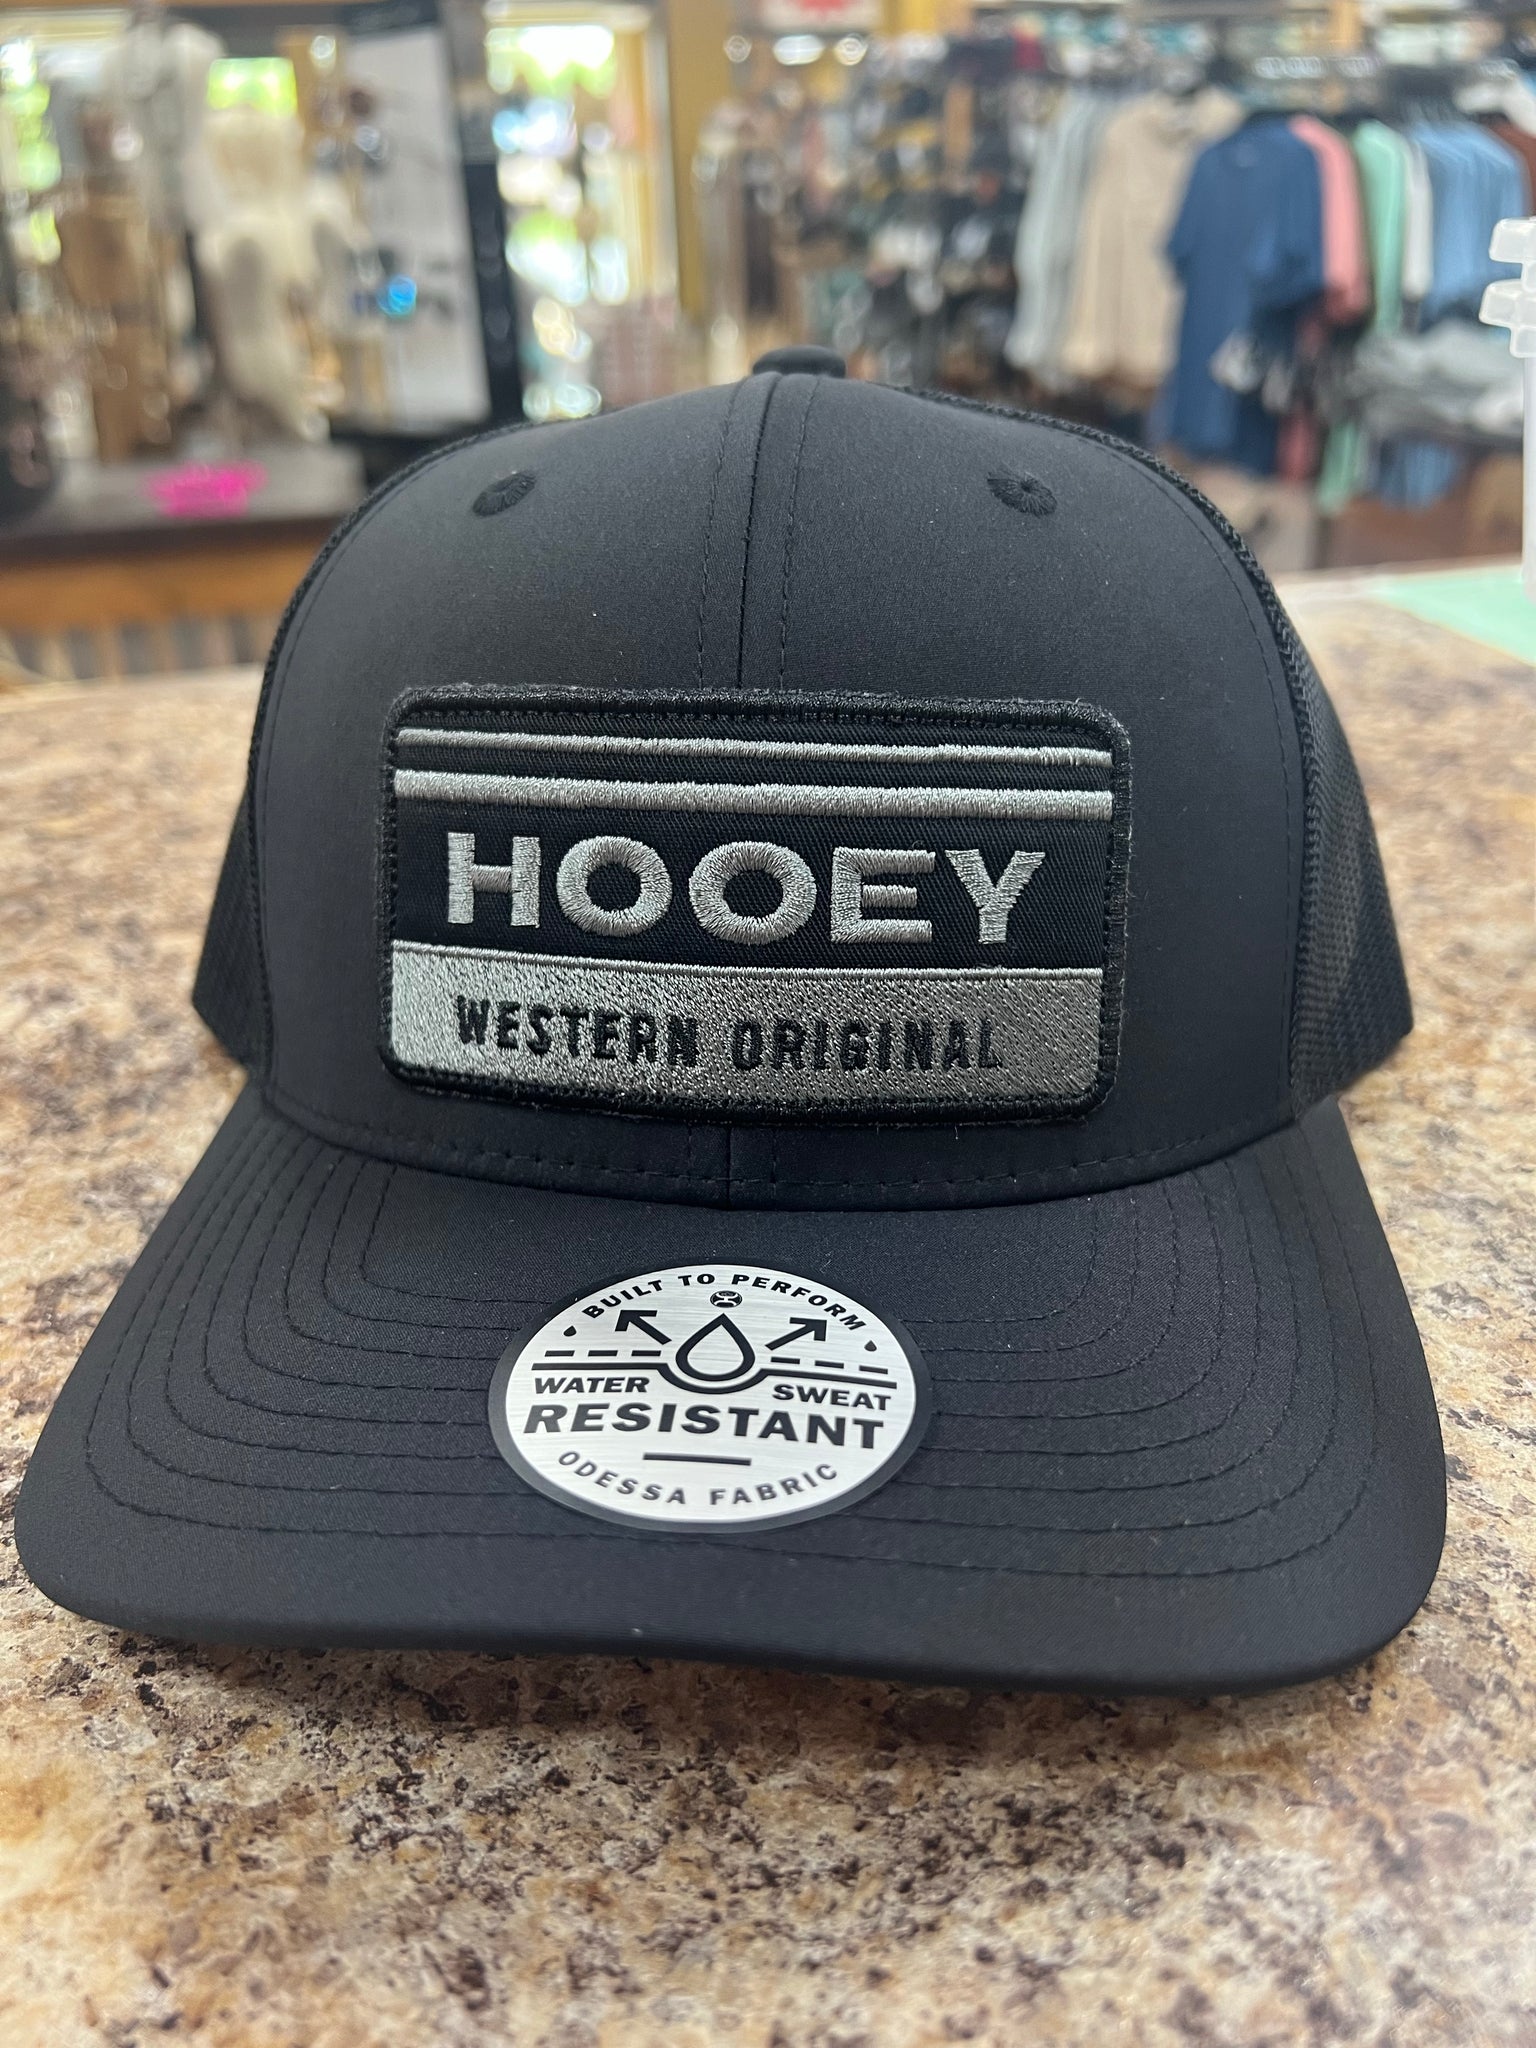 HOOEY
WESTERN ORIGINAL
BUILT TO PERFORM
WATER SWEAT
RESISTANT
ODESSA FABRIC